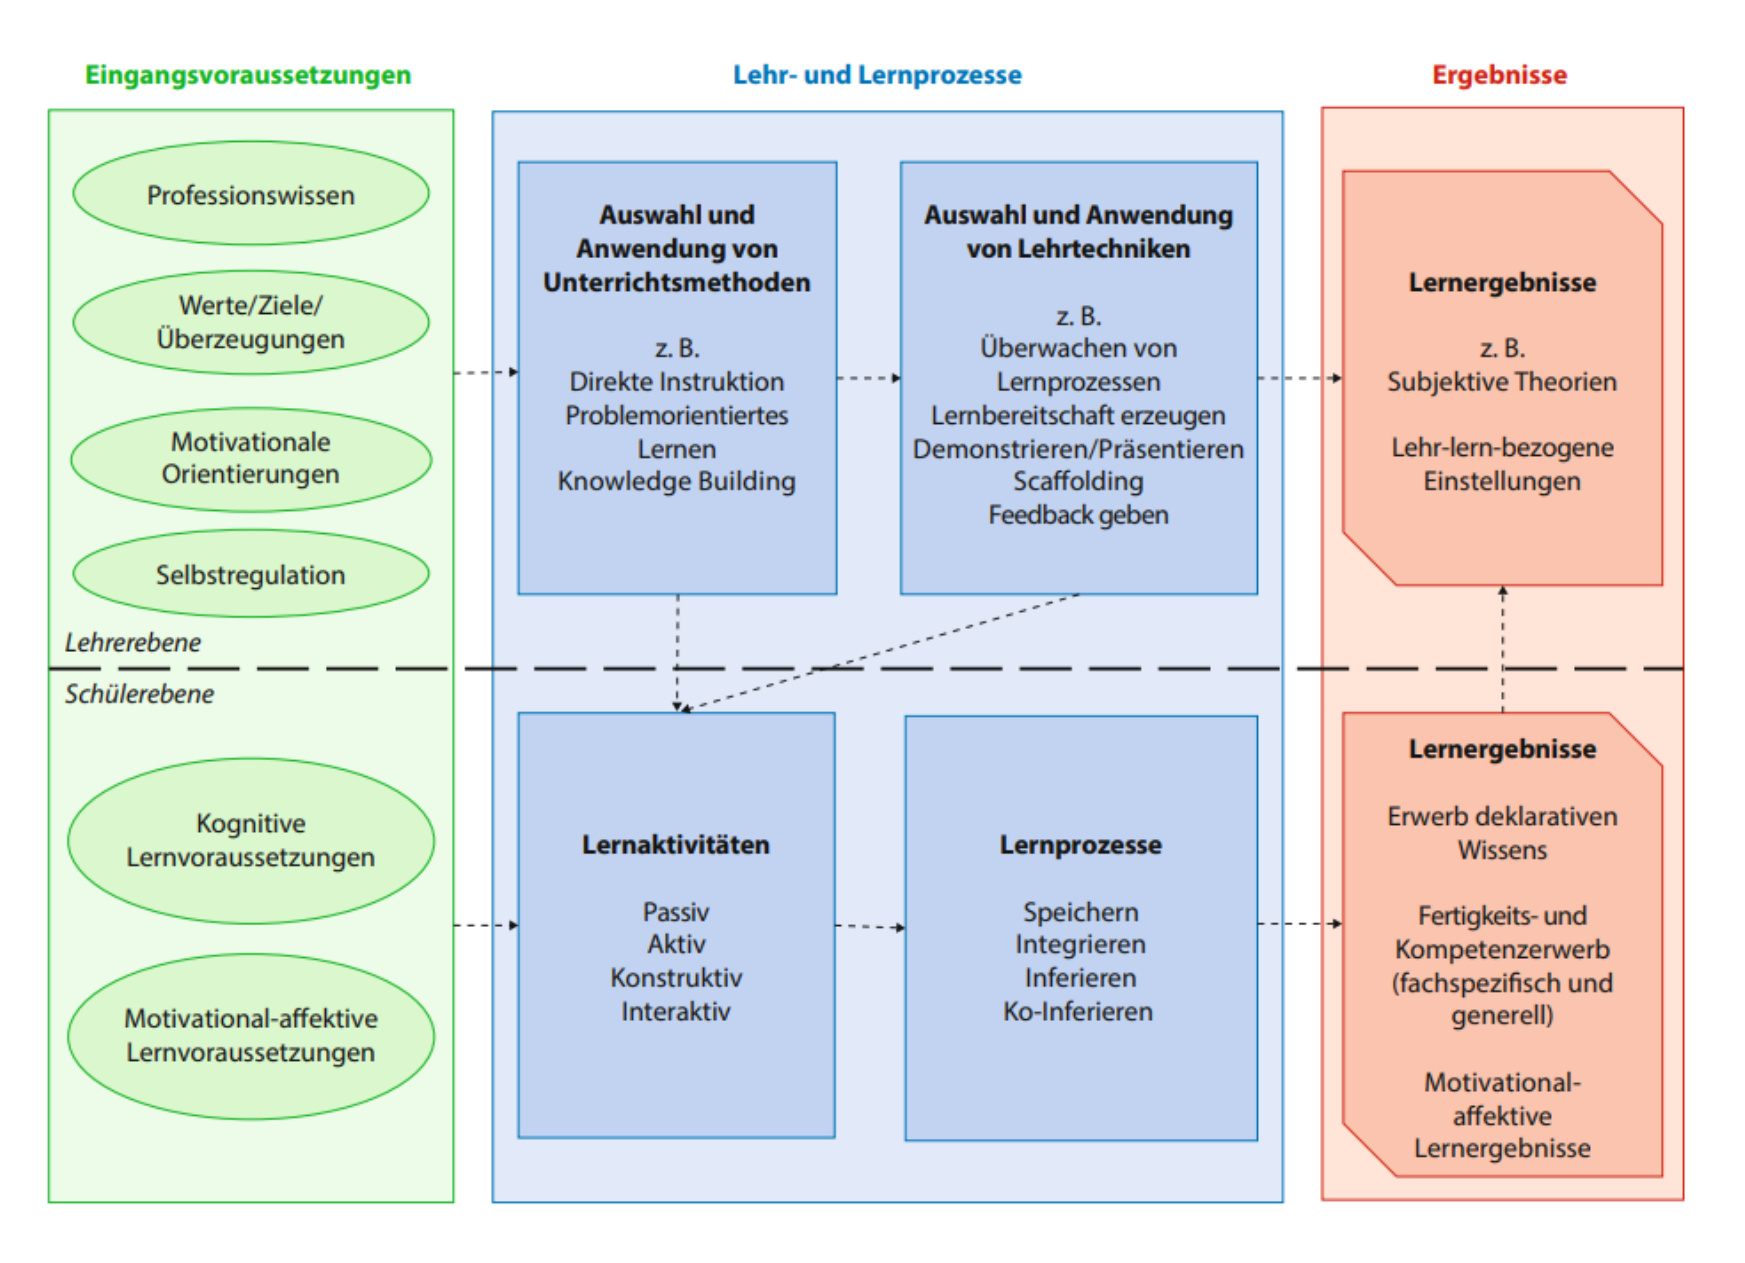 Eingangsvoraussetzungen
Professionswissen
Werte/Ziele/
Überzeugungen
Motivationale
Orientierungen
Selbstregulation
Lehrerebene
Schülerebene
Kognitive
Lernvoraussetzungen
Motivational-affektive
Lernvoraussetzungen
Lehr- und Lernprozesse
Auswahl und
Anwendung von
Unterrichtsmethoden
z. B.
Direkte Instruktion
Problemorientiertes
Lernen
Knowledge Building
Auswahl und Anwendung
von Lehrtechniken
z. B.
Überwachen von
Lernprozessen
Lernbereitschaft erzeugen
Demonstrieren/Präsentieren
Scaffolding
Feedback geben
Lernaktivitäten
Passiv
Aktiv
Konstruktiv
Interaktiv
Lernprozesse
Speichern
Integrieren
Inferieren
Ko-Inferieren
Ergebnisse
Lernergebnisse
z. B.
Subjektive Theorien
Lehr-lern-bezogene
Einstellungen
Lernergebnisse
Erwerb deklarativen
Wissens
Fertigkeits- und
Kompetenzerwerb
(fachspezifisch und
generell)
Motivational-
affektive
Lernergebnisse